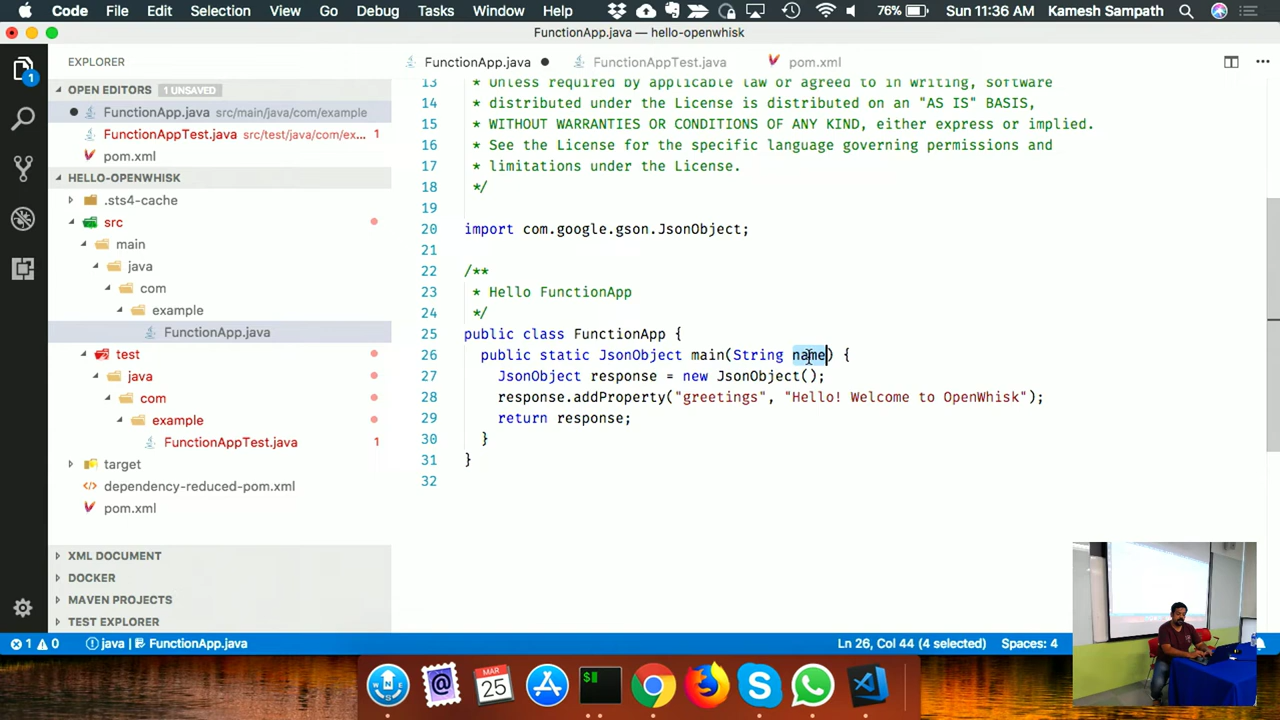 Code File Edit Selection View Go Debug Tasks Window Help 76% Sun 11:36 AM Kamesh Sampath
FunctionApp.java — hello-openwhisk
EXPLORER
OPEN EDITORS 1 UNSAVED
FunctionApp.java src/main/java/com/example
FunctionAppTest.java src/test/java/com/ex... 1
pom.xml
HELLO-OPENWHISK
.sts4-cache
src
main
java
com
example
FunctionApp.java
test
java
com
example
FunctionAppTest.java 1
target
dependency-reduced-pom.xml
pom.xml
XML DOCUMENT
DOCKER
MAVEN PROJECTS
TEST EXPLORER
FunctionApp.java FunctionAppTest.java pom.xml
13 * Unless required by applicable law or agreed to in writing, software
14 * distributed under the License is distributed on an "AS IS" BASIS,
15 * WITHOUT WARRANTIES OR CONDITIONS OF ANY KIND, either express or implied.
16 * See the License for the specific language governing permissions and
17 * limitations under the License.
18 */
19
20 import com.google.gson.JsonObject;
21
22 /**
23 * Hello FunctionApp
24 */
25 public class FunctionApp {
26 public static JsonObject main(String name) {
27 JsonObject response = new JsonObject();
28 response.addProperty("greetings", "Hello! Welcome to OpenWhisk");
29 return response;
30 }
31 }
32
1 0 java | FunctionApp.java Ln 26, Col 44 (4 selected) Spaces: 4
MAR
25